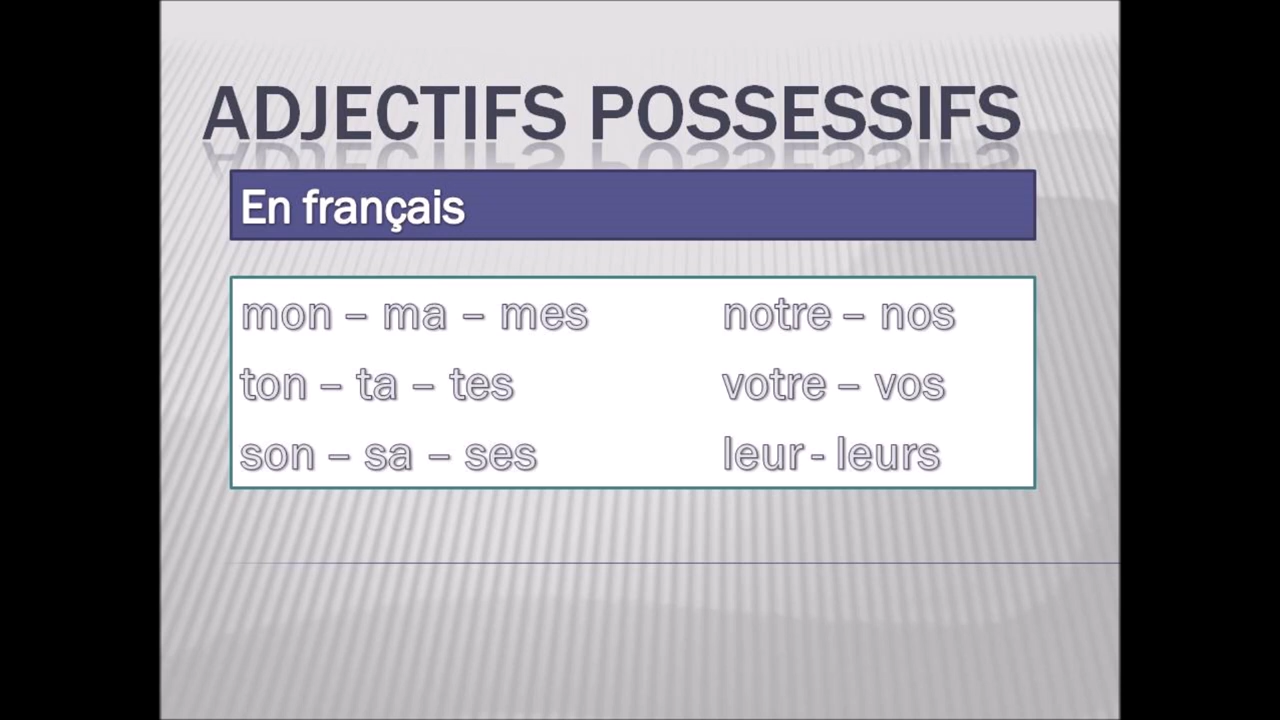 ADJECTIFS POSSESSIFS
En français
mon – ma – mes notre – nos
ton – ta – tes votre – vos
son – sa – ses leur - leurs